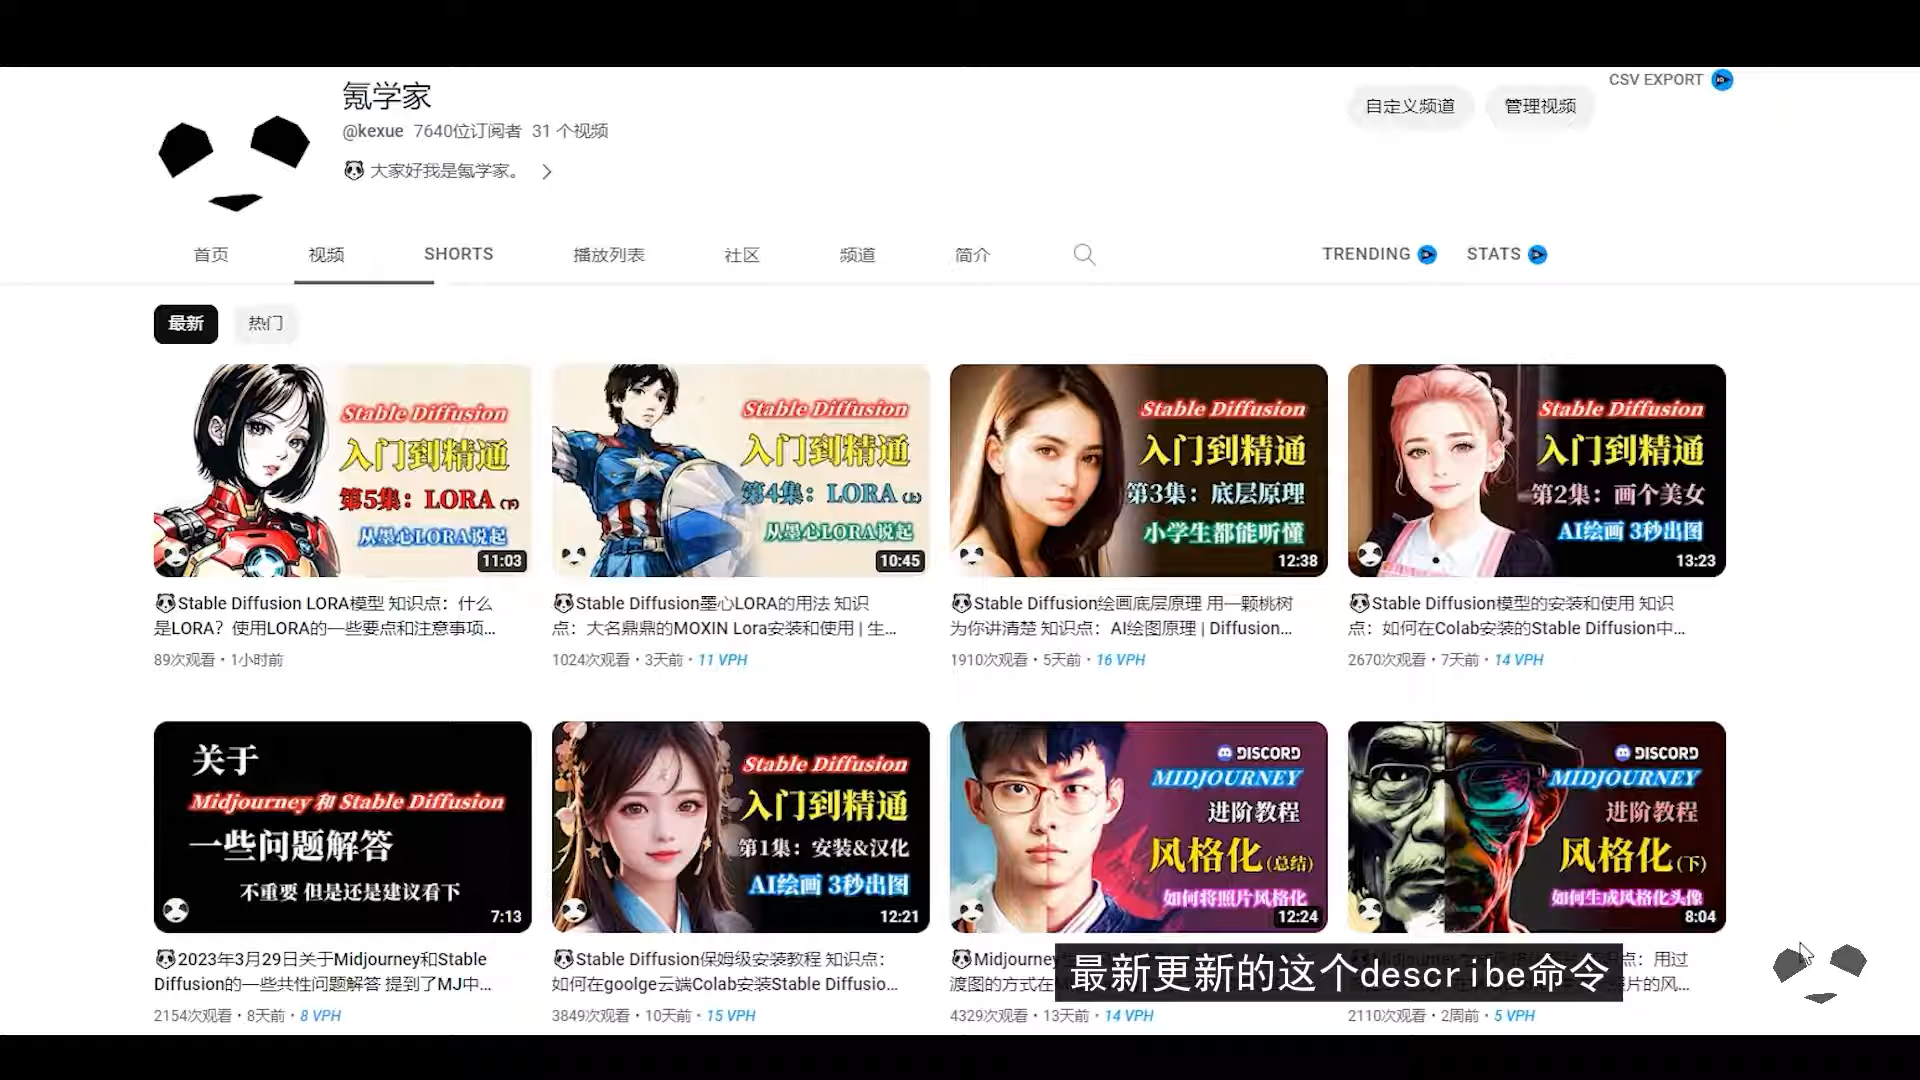 氪学家
@kexue 7640位订阅者 31 个视频
大家好我是氪学家。
自定义频道
管理视频
CSV EXPORT
首页
视频
SHORTS
播放列表
社区
频道
简介
TRENDING
STATS
最新
热门
Stable Diffusion
入门到精通
第5集：LORA（下）
从墨心LORA说起
11:03
Stable Diffusion
入门到精通
第4集：LORA（上）
从墨心LORA说起
10:45
Stable Diffusion
入门到精通
第3集：底层原理
小学生都能听懂
12:38
Stable Diffusion
入门到精通
第2集：画个美女
AI绘画 3秒出图
13:23
Stable Diffusion LORA模型 知识点：什么
是LORA？使用LORA的一些要点和注意事项...
89次观看・1小时前
Stable Diffusion墨心LORA的用法 知识
点：大名鼎鼎的MOXIN Lora安装和使用 | 生...
1024次观看・3天前・11 VPH
Stable Diffusion绘画底层原理 用一颗桃树
为你讲清楚 知识点：AI绘图原理 | Diffusion...
1910次观看・5天前・16 VPH
Stable Diffusion模型的安装和使用 知识
点：如何在Colab安装的Stable Diffusion中...
2670次观看・7天前・14 VPH
关于
Midjourney 和 Stable Diffusion
一些问题解答
不重要 但是还是建议看下
7:13
Stable Diffusion
入门到精通
第1集：安装&汉化
AI绘画 3秒出图
12:21
DISCORD
MIDJOURNEY
进阶教程
风格化（总结）
如何将照片风格化
12:24
DISCORD
MIDJOURNEY
进阶教程
风格化（下）
如何生成风格化头像
8:04
2023年3月29日关于Midjourney和Stable
Diffusion的一些共性问题解答 提到了MJ中...
2154次观看・8天前・8 VPH
Stable Diffusion保姆级安装教程 知识点：
如何在goolge云端Colab安装Stable Diffusio...
3849次观看・10天前・15 VPH
Midjourney
渡图的方式在
4329次观看・13天前・14 VPH
点：用过
照片的风...
2110次观看・2周前・5 VPH
最新更新的这个describe命令